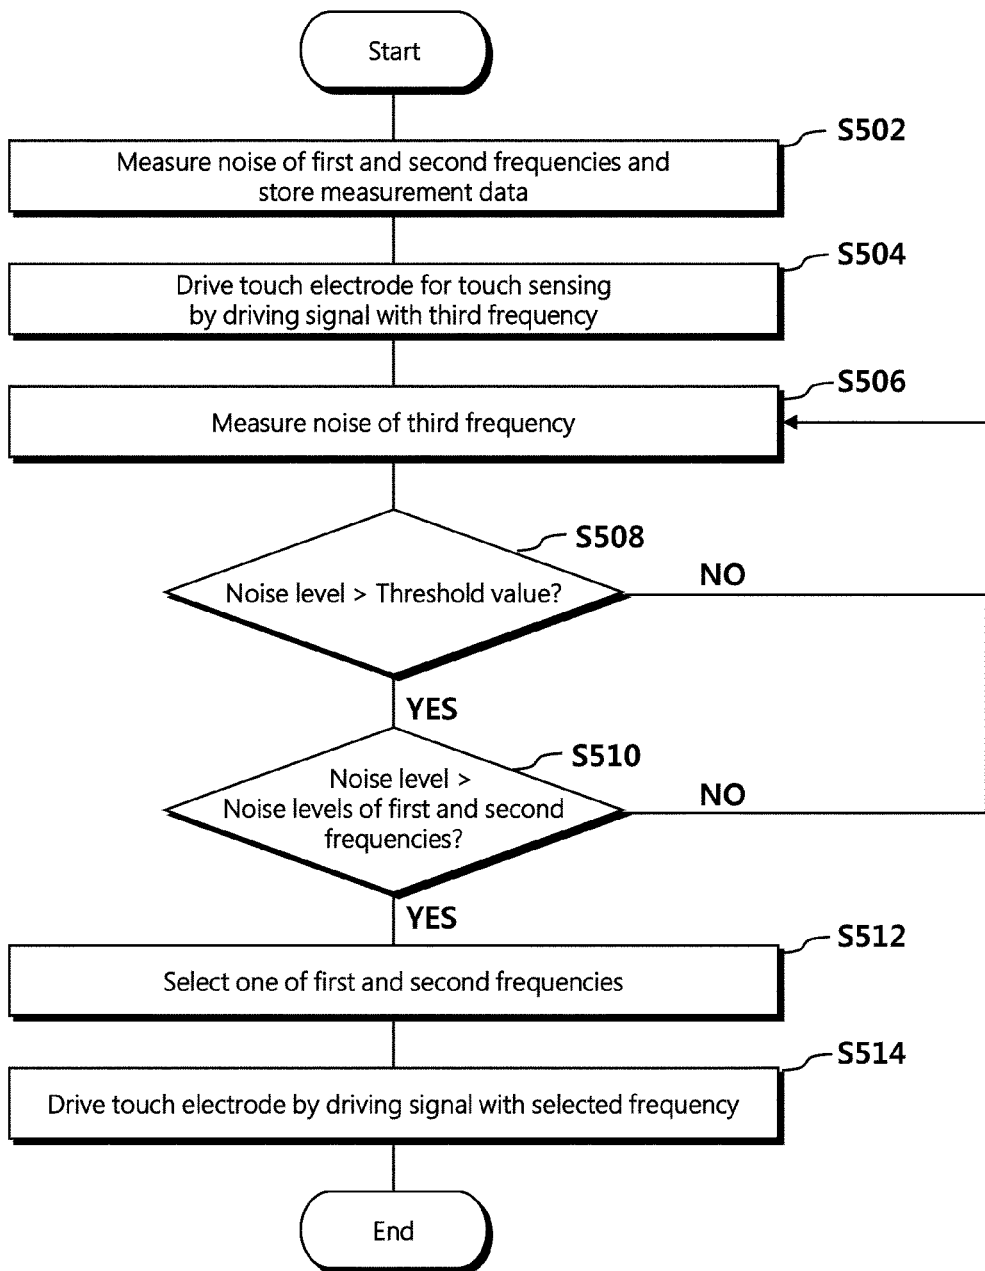 Start
S502
Measure noise of first and second frequencies and
store measurement data
S504
Drive touch electrode for touch sensing
by driving signal with third frequency
S506
Measure noise of third frequency
S508
Noise level > Threshold value?
NO
YES
S510
Noise level >
Noise levels of first and second
frequencies?
NO
YES
S512
Select one of first and second frequencies
S514
Drive touch electrode by driving signal with selected frequency
End